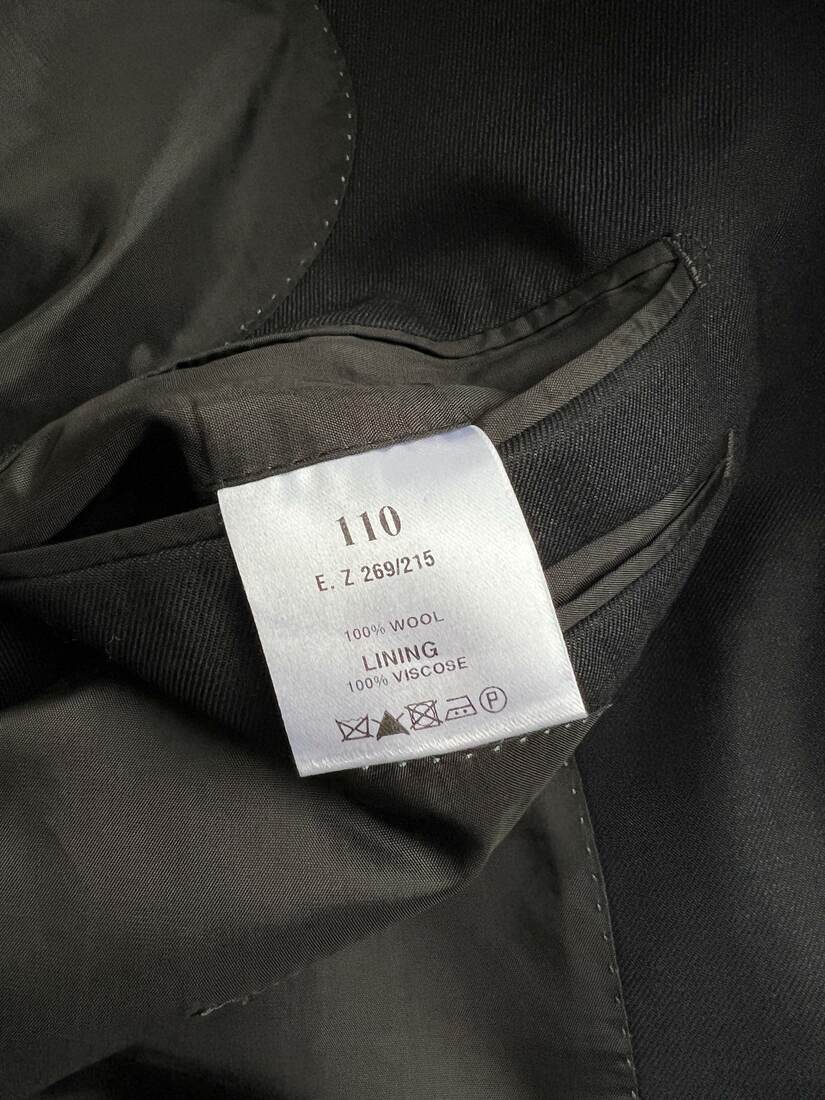 110
E. Z 269/215
100% WOOL
LINING
100% VISCOSE
P